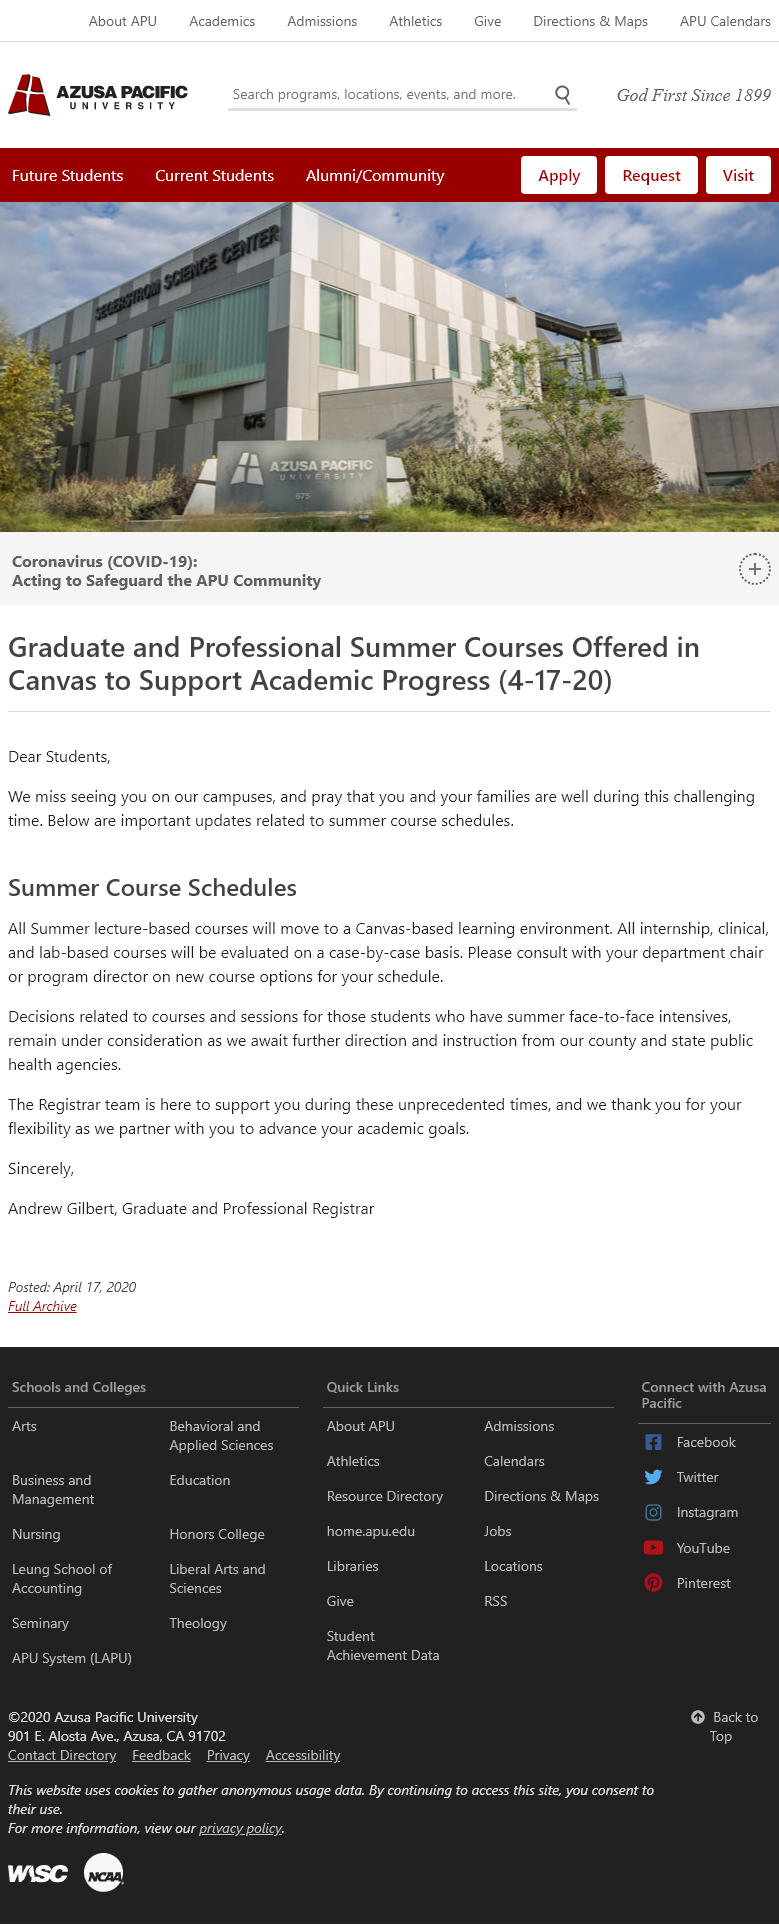 About APU Academics Admissions Athletics Give Directions & Maps APU Calendars
AZUSA PACIFIC
UNIVERSITY
Search programs, locations, events, and more.
God First Since 1899
Future Students Current Students Alumni/Community Apply Request Visit
SEGERSTROM SCIENCE CENTER
675
AZUSA PACIFIC
UNIVERSITY
675
Coronavirus (COVID-19):
Acting to Safeguard the APU Community
Graduate and Professional Summer Courses Offered in
Canvas to Support Academic Progress (4-17-20)
Dear Students,
We miss seeing you on our campuses, and pray that you and your families are well during this challenging
time. Below are important updates related to summer course schedules.
Summer Course Schedules
All Summer lecture-based courses will move to a Canvas-based learning environment. All internship, clinical,
and lab-based courses will be evaluated on a case-by-case basis. Please consult with your department chair
or program director on new course options for your schedule.
Decisions related to courses and sessions for those students who have summer face-to-face intensives,
remain under consideration as we await further direction and instruction from our county and state public
health agencies.
The Registrar team is here to support you during these unprecedented times, and we thank you for your
flexibility as we partner with you to advance your academic goals.
Sincerely,
Andrew Gilbert, Graduate and Professional Registrar
Posted: April 17, 2020
Full Archive
Schools and Colleges
Arts
Behavioral and
Applied Sciences
Business and
Management
Education
Nursing
Honors College
Leung School of
Accounting
Liberal Arts and
Sciences
Seminary
Theology
APU System (LAPU)
Quick Links
About APU
Admissions
Athletics
Calendars
Resource Directory
Directions & Maps
home.apu.edu
Jobs
Libraries
Locations
Give
RSS
Student
Achievement Data
Connect with Azusa
Pacific
Facebook
Twitter
Instagram
YouTube
Pinterest
©2020 Azusa Pacific University
901 E. Alosta Ave., Azusa, CA 91702
Contact Directory Feedback Privacy Accessibility
Back to
Top
This website uses cookies to gather anonymous usage data. By continuing to access this site, you consent to
their use.
For more information, view our privacy policy.
WASC NCAA